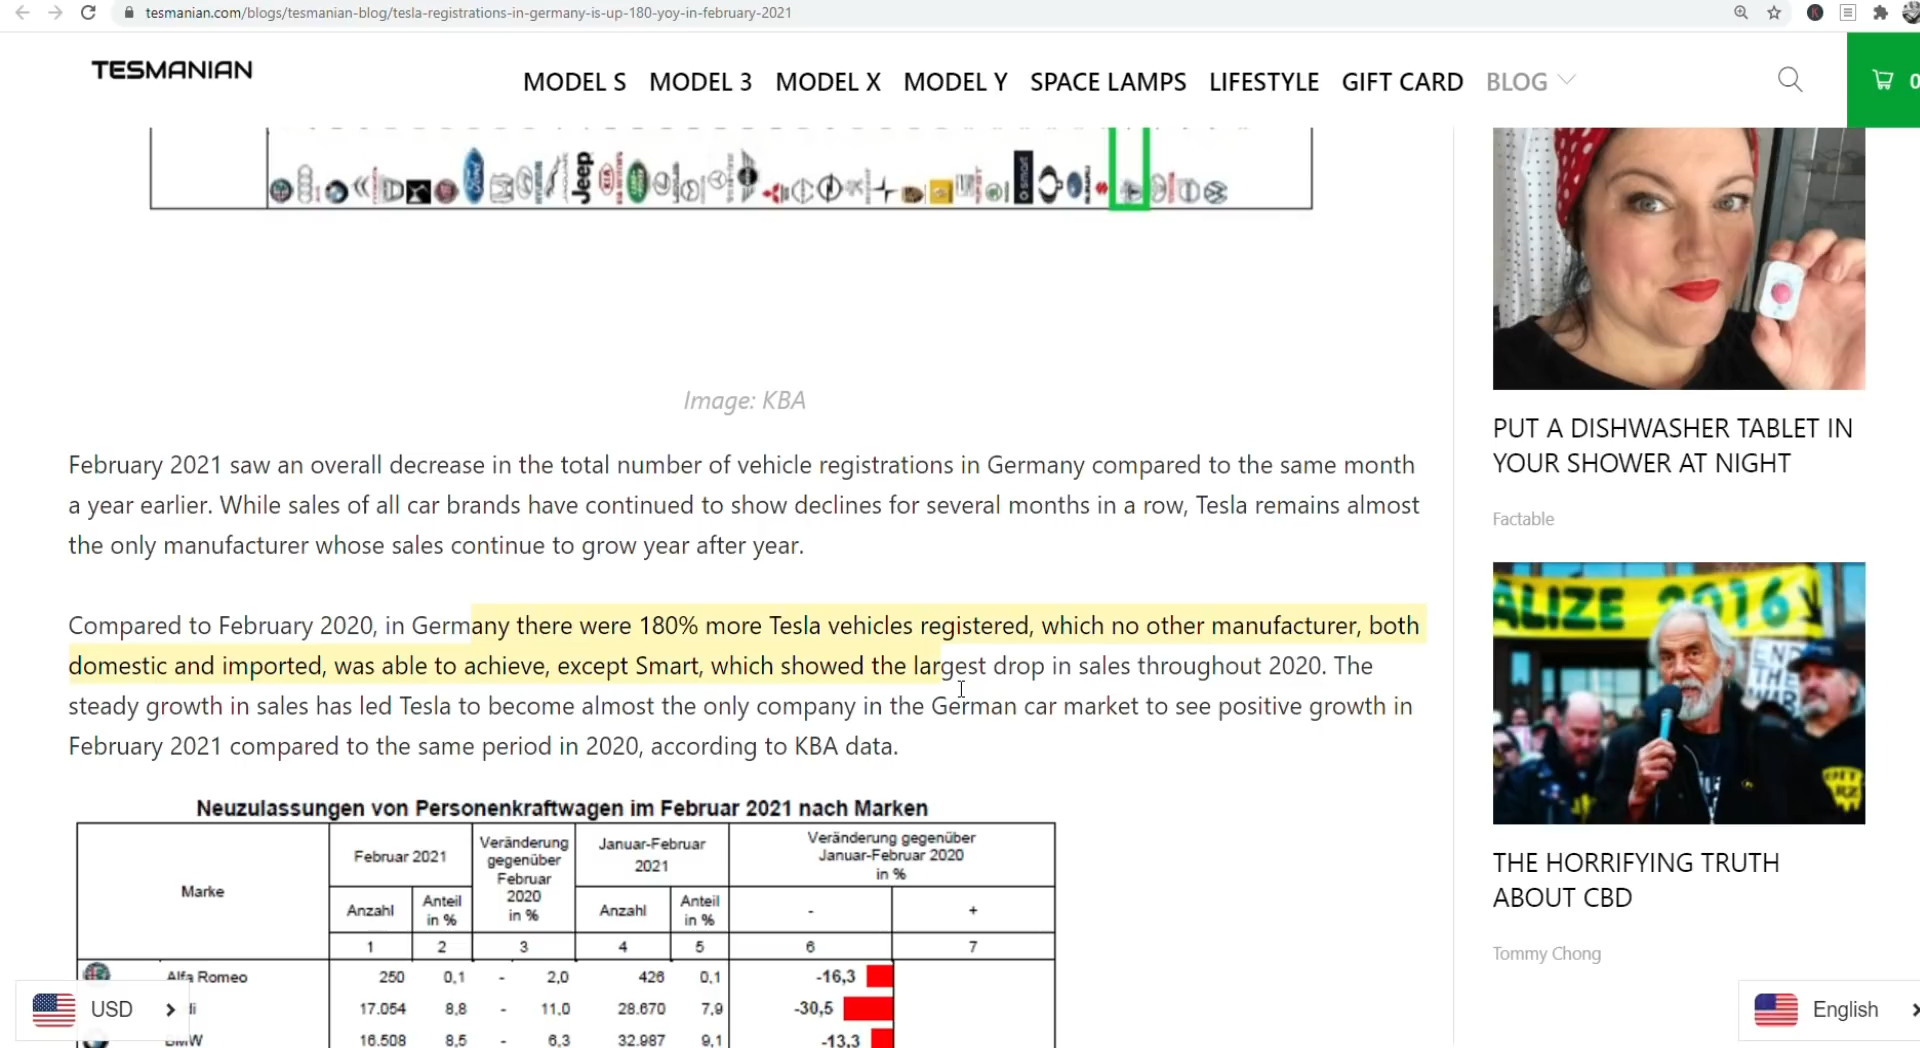 tesmanian.com/blogs/tesmanian-blog/tesla-registrations-in-germany-is-up-180-yoy-in-february-2021
TESMANIAN
MODEL S MODEL 3 MODEL X MODEL Y SPACE LAMPS LIFESTYLE GIFT CARD BLOG
0
Ford
Jeep
KIA
smart
Image: KBA
February 2021 saw an overall decrease in the total number of vehicle registrations in Germany compared to the same month
a year earlier. While sales of all car brands have continued to show declines for several months in a row, Tesla remains almost
the only manufacturer whose sales continue to grow year after year.
Compared to February 2020, in Germany there were 180% more Tesla vehicles registered, which no other manufacturer, both
domestic and imported, was able to achieve, except Smart, which showed the largest drop in sales throughout 2020. The
steady growth in sales has led Tesla to become almost the only company in the German car market to see positive growth in
February 2021 compared to the same period in 2020, according to KBA data.
Neuzulassungen von Personenkraftwagen im Februar 2021 nach Marken
Marke
Februar 2021
Veränderung
gegenüber
Februar
2020
in %
Januar-Februar
2021
Veränderung gegenüber
Januar-Februar 2020
in %
Anzahl
Anteil
in %
Anzahl
Anteil
in %
- +
1 2 3 4 5 6 7
Alfa Romeo 250 0,1 - 2,0 426 0,1 -16,3
di 17.054 8,8 - 11,0 28.670 7,9 -30,5
BMW 16.508 8,5 - 6,3 32.987 9,1 -13,3
USD
PUT A DISHWASHER TABLET IN
YOUR SHOWER AT NIGHT
Factable
ALIZE 2016
END
THE
WAR
THE HORRIFYING TRUTH
ABOUT CBD
Tommy Chong
English